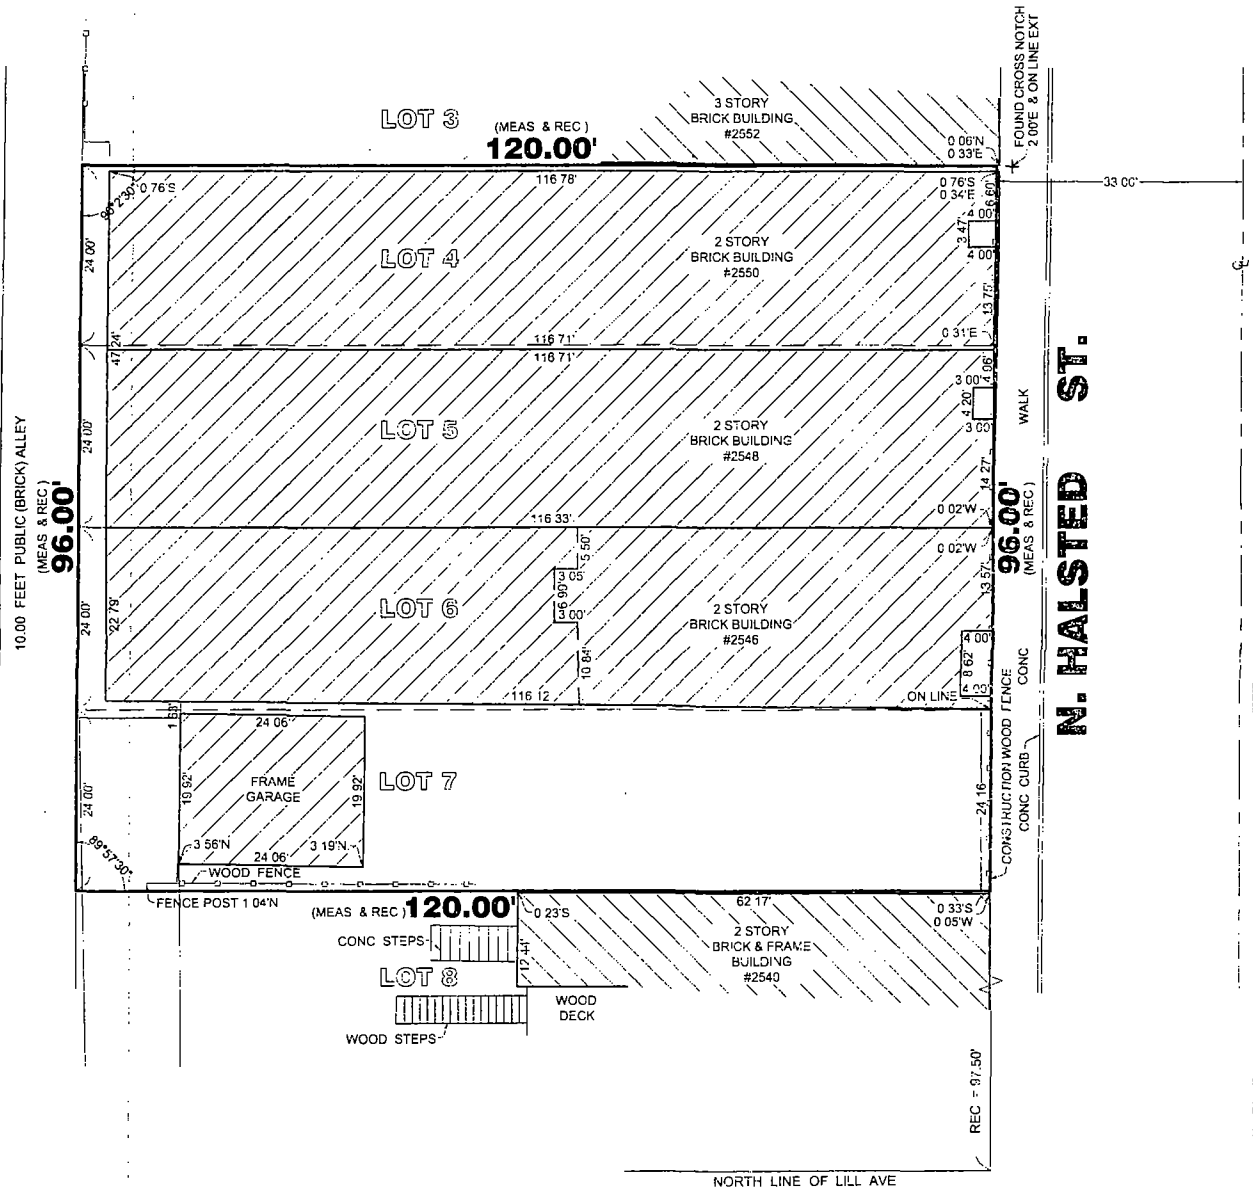 FOUND CROSS NOTCH
2 00'E & ON LINE EXT
LOT 3
(MEAS & REC )
120.00'
3 STORY
BRICK BUILDING
#2552
0 06'N
0 33'E
116 78'
0 76'S
0 76'S
0 34'E
6 60'
33 00'
24 00'
4 00'
3 47'
4 00'
LOT 4
2 STORY
BRICK BUILDING
#2550
13 75'
0 31'E
116 71'
116 71'
47 24'
4 06'
3 00'
4 20'
3 00'
WALK
24 00'
LOT 5
2 STORY
BRICK BUILDING
#2548
14 27'
10.00 FEET PUBLIC (BRICK) ALLEY
(MEAS & REC )
96.00'
116 33'
0 02'W
0 02'W
96.00'
(MEAS & REC )
N. HALSTED ST.
5 50'
3 05'
6 90'
3 00'
10 84'
13 57'
24 00'
22 79'
LOT 6
2 STORY
BRICK BUILDING
#2546
4 00'
8 62'
4 00'
ON LINE
CONC
116 12'
1 63'
24 06'
FRAME
GARAGE
19 92'
19 92'
LOT 7
24 00'
24 16'
CONSTRUCTION WOOD FENCE
CONC CURB
89°57'30"
3 56'N
3 19'N
24 06'
WOOD FENCE
FENCE POST 1 04'N
(MEAS & REC )
120.00'
0 23'S
62 17'
0 33'S
0 05'W
CONC STEPS
12 44'
LOT 8
2 STORY
BRICK & FRAME
BUILDING
#2540
WOOD
DECK
WOOD STEPS
REC = 97.50'
NORTH LINE OF LILL AVE